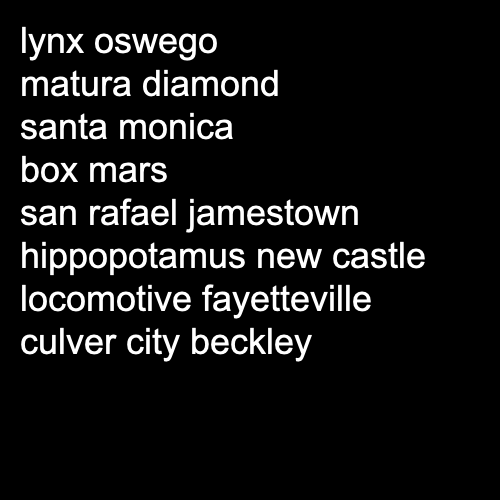 lynx oswego
matura diamond
santa monica
box mars
san rafael jamestown
hippopotamus new castle
locomotive fayetteville
culver city beckley